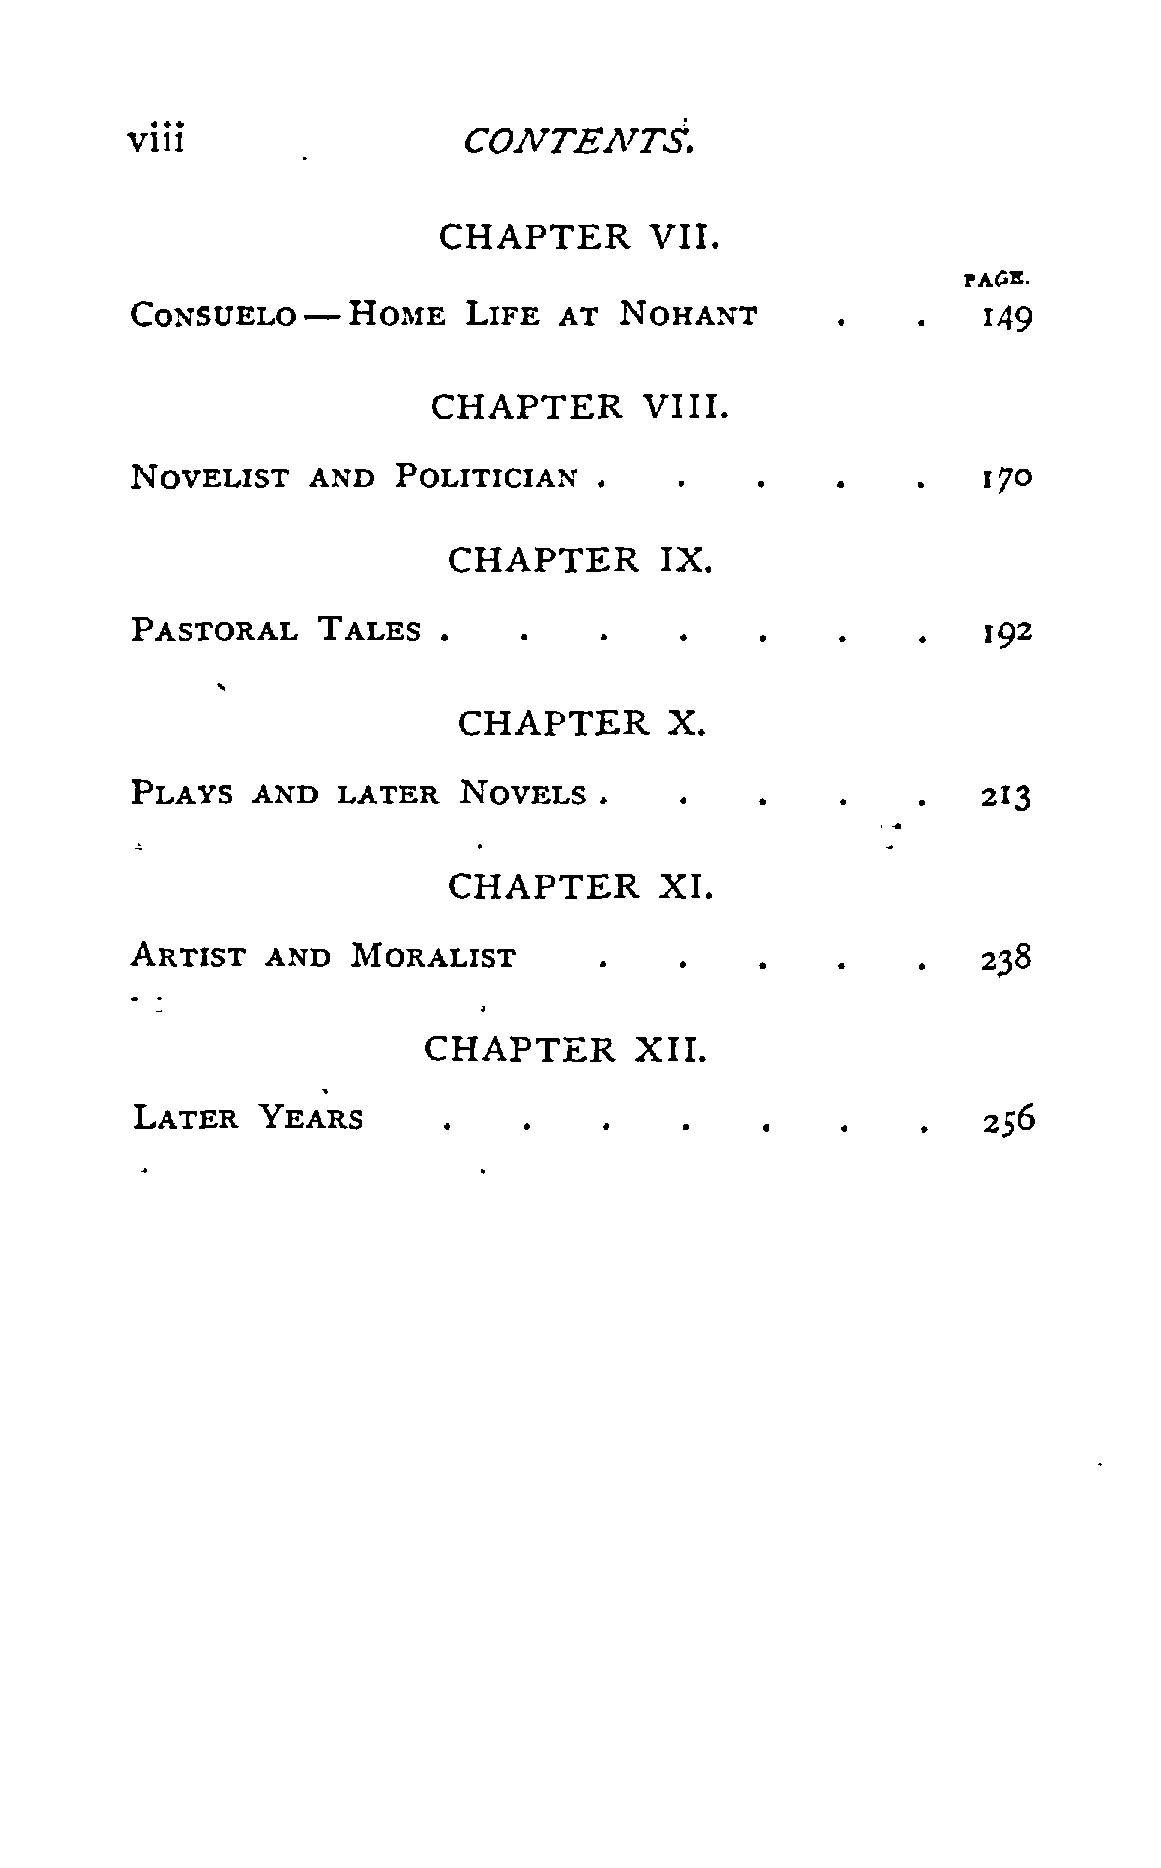 viii CONTENTS.
CHAPTER VII.
PAGE.
CONSUELO—HOME LIFE AT NOHANT . . 149
CHAPTER VIII.
NOVELIST AND POLITICIAN . . . . . 170
CHAPTER IX.
PASTORAL TALES . . . . . . . 192
CHAPTER X.
PLAYS AND LATER NOVELS . . . . . 213
CHAPTER XI.
ARTIST AND MORALIST . . . . . 238
CHAPTER XII.
LATER YEARS . . . . . . . 256